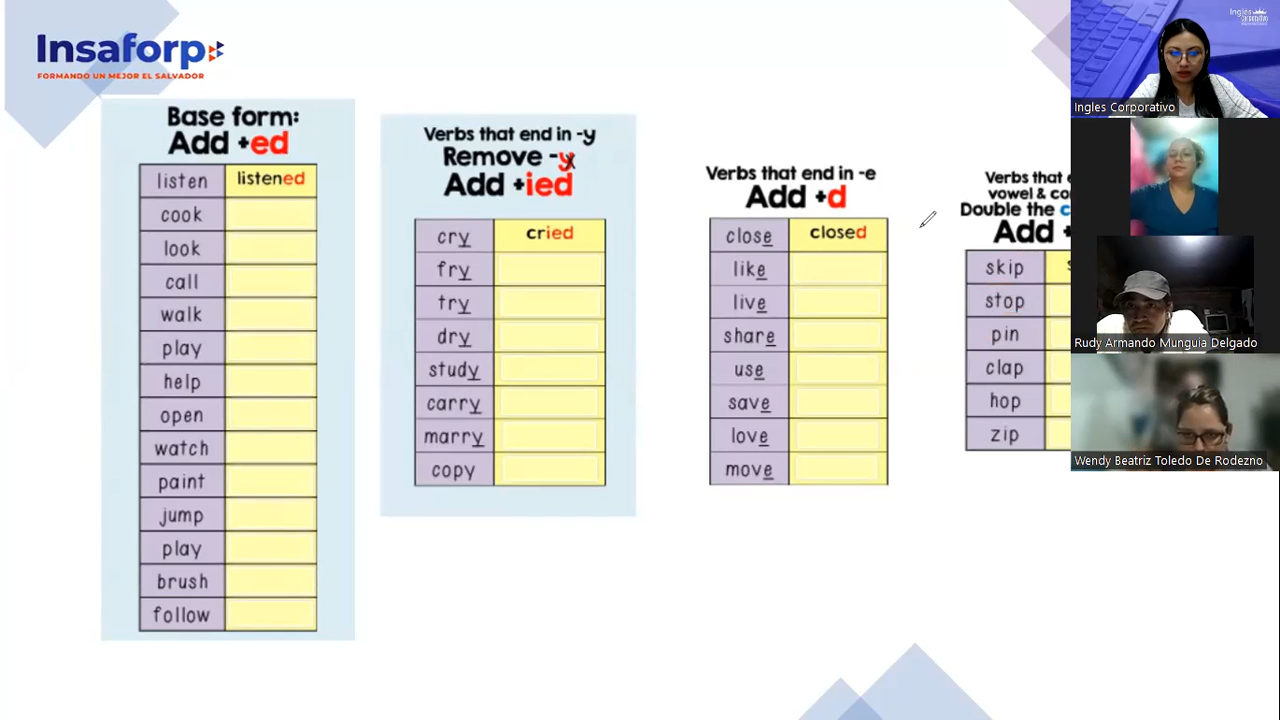 Insaforp
FORMANDO UN MEJOR EL SALVADOR
Base form:
Add +ed
listen listened
cook
look
call
walk
play
help
open
watch
paint
jump
play
brush
follow
Verbs that end in -y
Remove -y
Add +ied
cry cried
fry
try
dry
study
carry
marry
copy
Verbs that end in -e
Add +d
close closed
like
live
share
use
save
love
move
Verbs that
vowel &
Double the
Add +
skip s
stop
pin
clap
hop
zip
Inglés
Ingles Corporativo
Rudy Armando Munguia Delgado
Wendy Beatriz Toledo De Rodezno